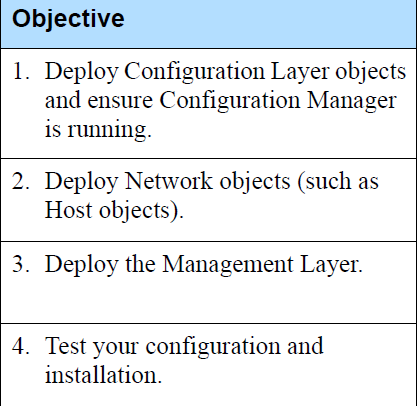 Objective
1. Deploy Configuration Layer objects
and ensure Configuration Manager
is running.
2. Deploy Network objects (such as
Host objects).
3. Deploy the Management Layer.
4. Test your configuration and
installation.